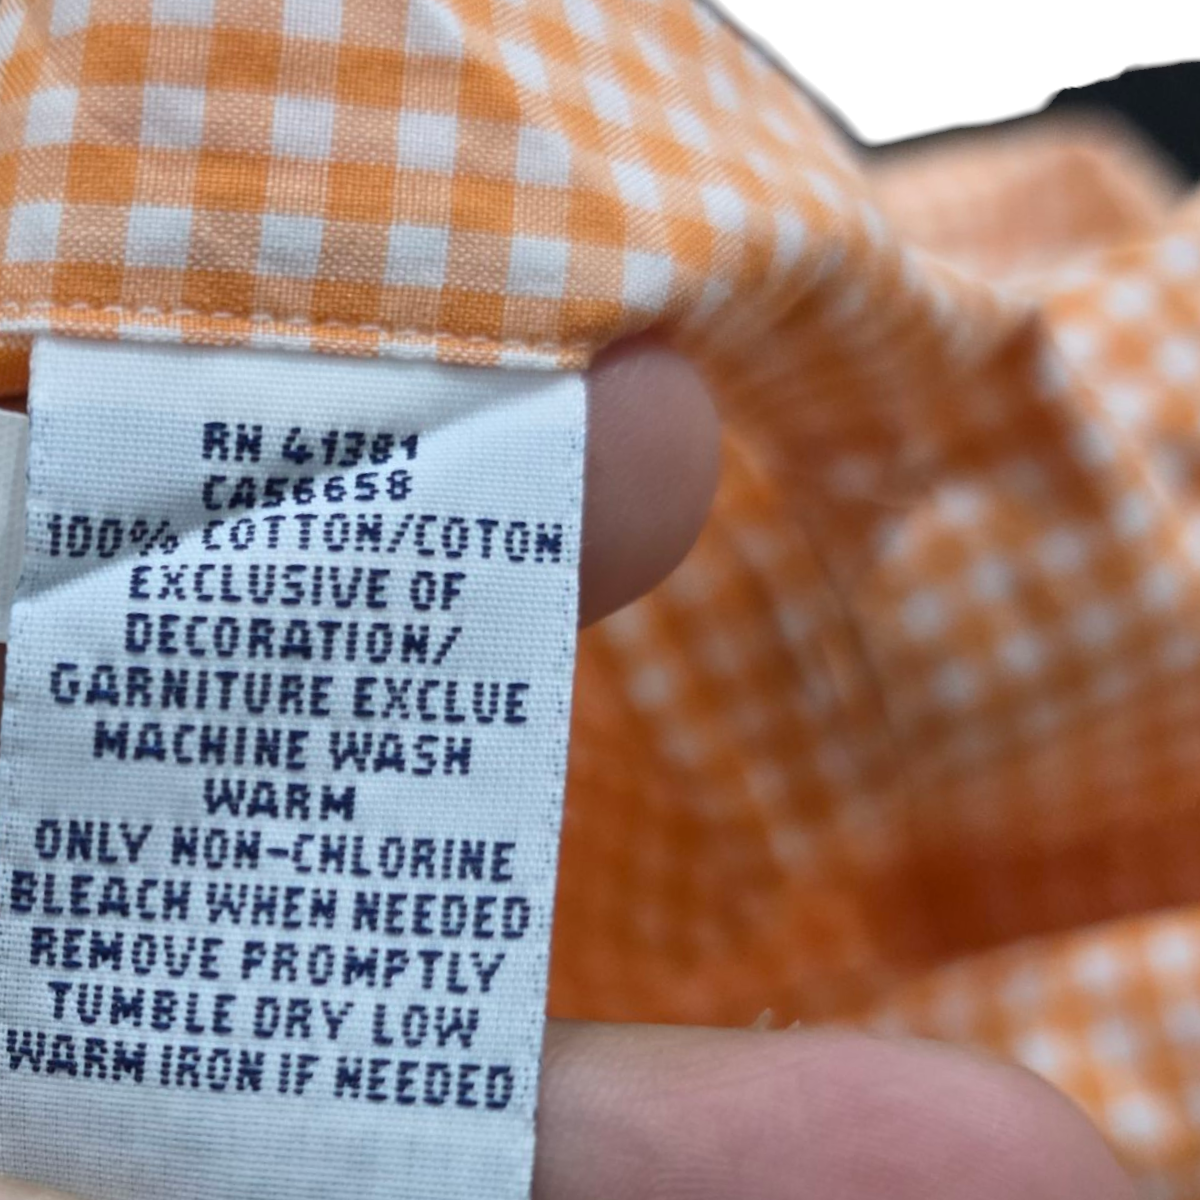 RN 41381
CA56658
100% COTTON/COTON
EXCLUSIVE OF
DECORATION/
GARNITURE EXCLUE
MACHINE WASH
WARM
ONLY NON-CHLORINE
BLEACH WHEN NEEDED
REMOVE PROMPTLY
TUMBLE DRY LOW
WARM IRON IF NEEDED